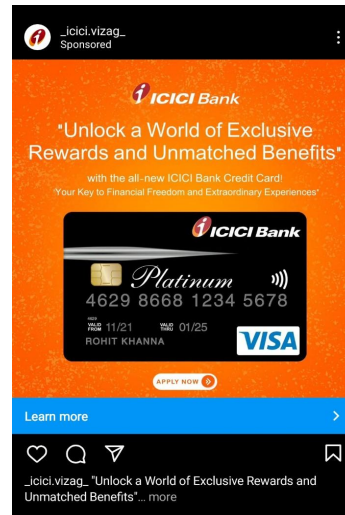 _icici.vizag_
Sponsored
ICICI Bank
"Unlock a World of Exclusive
Rewards and Unmatched Benefits"
with the all-new ICICI Bank Credit Card!
"Your Key to Financial Freedom and Extraordinary Experiences"
ICICI Bank
Platinum
4629 8668 1234 5678
VALID FROM 11/21 VALID THRU 01/25
ROHIT KHANNA
VISA
APPLY NOW
Learn more
_icici.vizag_ "Unlock a World of Exclusive Rewards and
Unmatched Benefits"... more